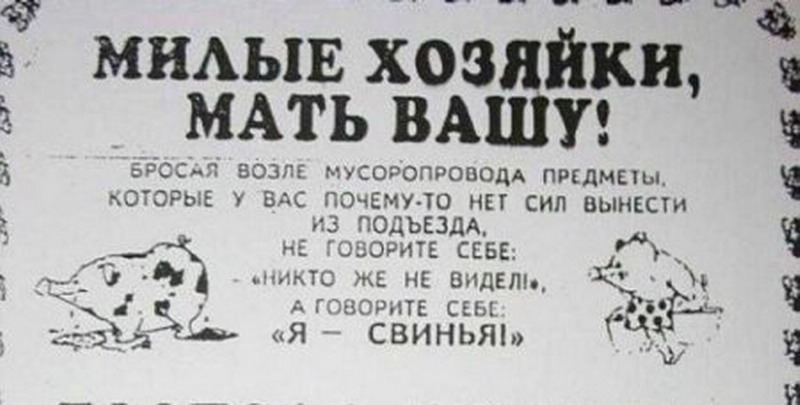 МИЛЫЕ ХОЗЯЙКИ,
МАТЬ ВАШУ!
БРОСАЯ ВОЗЛЕ МУСОРОПРОВОДА ПРЕДМЕТЫ,
КОТОРЫЕ У ВАС ПОЧЕМУ-ТО НЕТ СИЛ ВЫНЕСТИ
ИЗ ПОДЪЕЗДА,
НЕ ГОВОРИТЕ СЕБЕ:
«НИКТО ЖЕ НЕ ВИДЕЛ!»,
А ГОВОРИТЕ СЕБЕ:
«Я – СВИНЬЯ!»